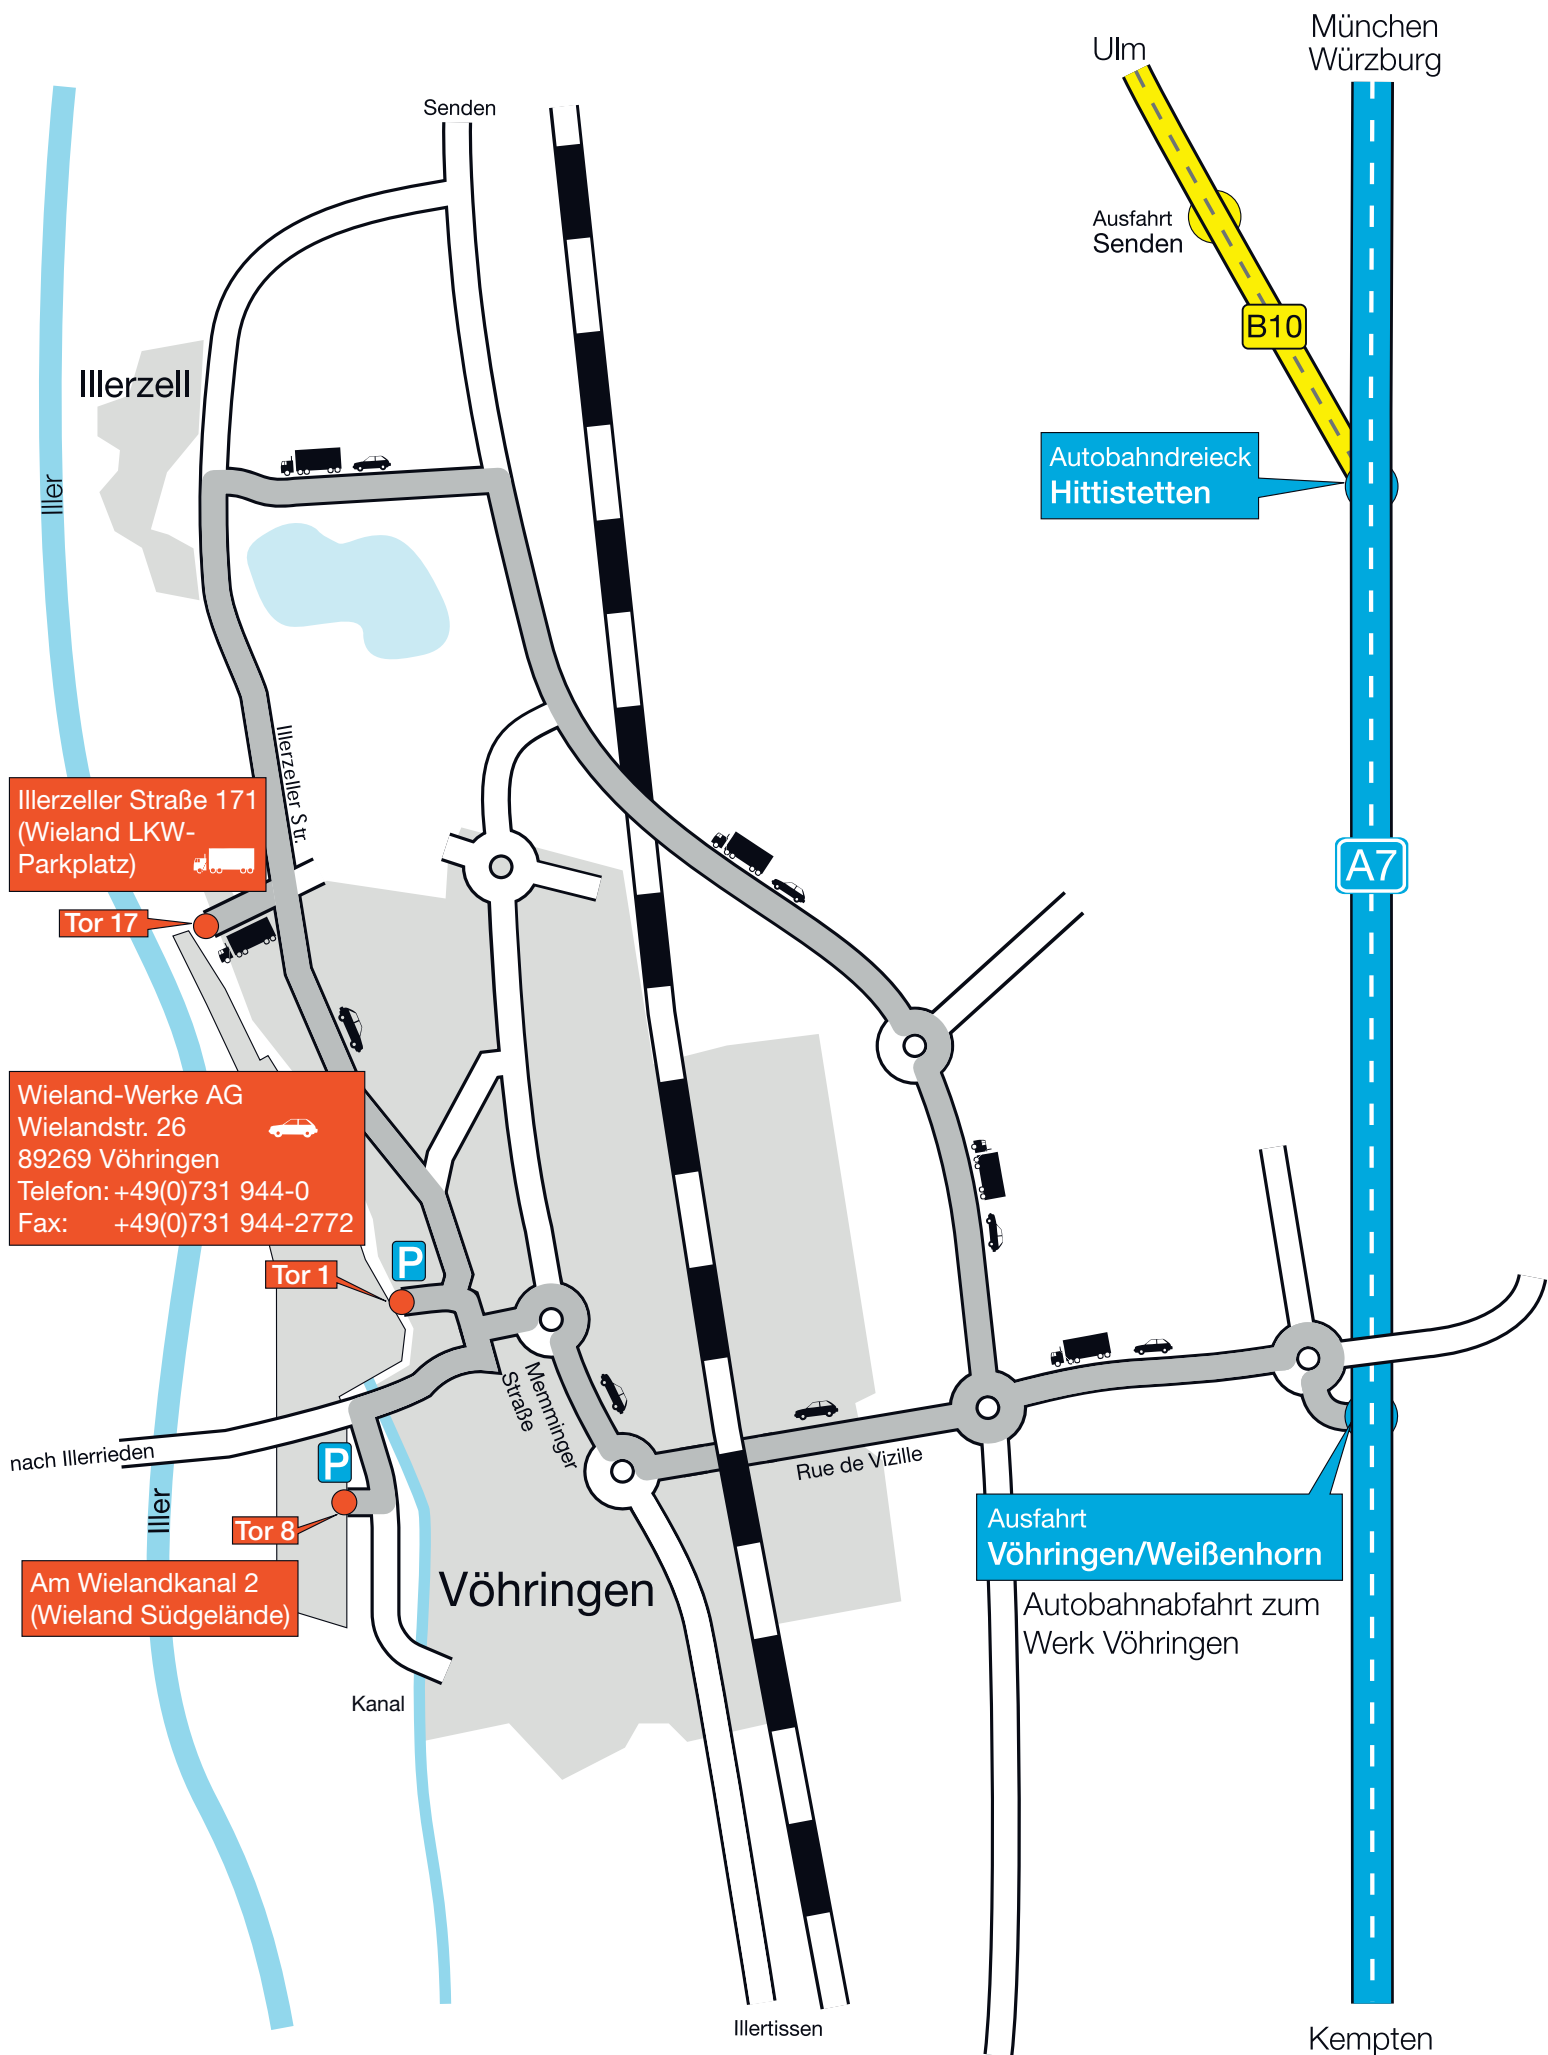 München
Würzburg
Ulm
Senden
Ausfahrt
Senden
B10
Illerzell
Autobahndreieck
Hittistetten
Iller
Illerzeller Str.
Illerzeller Straße 171
(Wieland LKW-
Parkplatz)
A7
Tor 17
Wieland-Werke AG
Wielandstr. 26
89269 Vöhringen
Telefon: +49(0)731 944-0
Fax: +49(0)731 944-2772
P
Tor 1
Memminger
Straße
nach Illerrieden
P
Rue de Vizille
Iller
Tor 8
Ausfahrt
Vöhringen/Weißenhorn
Am Wielandkanal 2
(Wieland Südgelände)
Vöhringen
Autobahnabfahrt zum
Werk Vöhringen
Kanal
Illertissen
Kempten